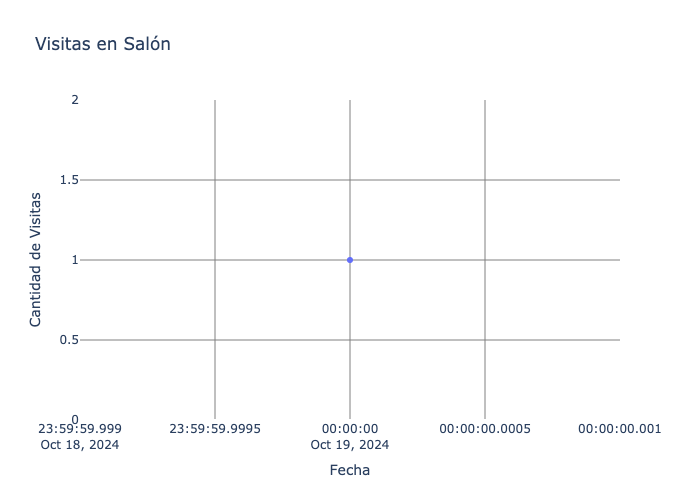 Visitas en Salón
2
1.5
1
0.5
0
Cantidad de Visitas
23:59:59.999
Oct 18, 2024
23:59:59.9995
00:00:00
Oct 19, 2024
00:00:00.0005
00:00:00.001
Fecha